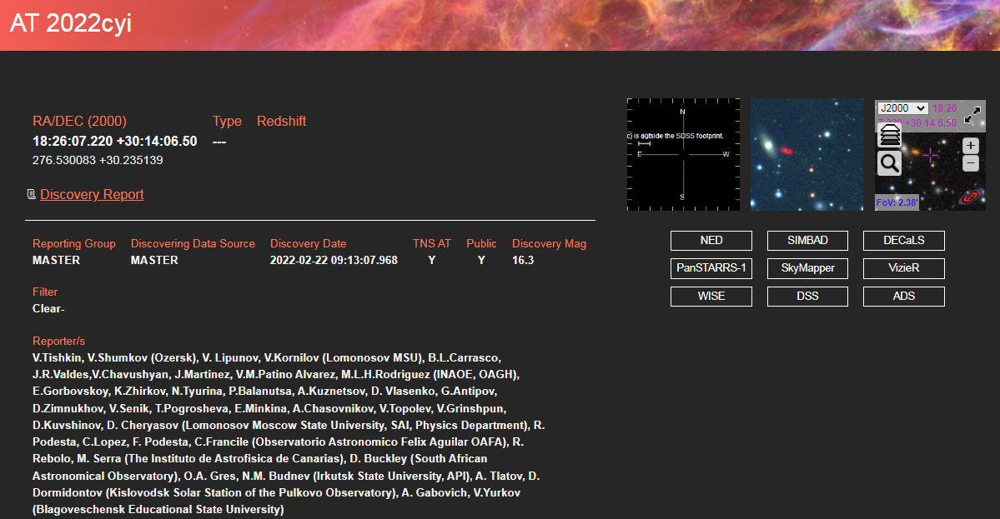 AT 2022cyi
RA/DEC (2000) Type Redshift
18:26:07.220 +30:14:06.50 ---
276.530083 +30.235139
Discovery Report
Reporting Group Discovering Data Source Discovery Date TNS AT Public Discovery Mag
MASTER MASTER 2022-02-22 09:13:07.968 Y Y 16.3
Filter
Clear-
Reporter/s
V.Tishkin, V.Shumkov (Ozersk), V. Lipunov, V.Kornilov (Lomonosov MSU), B.L.Carrasco,
J.R.Valdes,V.Chavushyan, J.Martinez, V.M.Patino Alvarez, M.L.H.Rodriguez (INAOE, OAGH),
E.Gorbovskoy, K.Zhirkov, N.Tyurina, P.Balanutsa, A.Kuznetsov, D. Vlasenko, G.Antipov,
D.Zimnukhov, V.Senik, T.Pogrosheva, E.Minkina, A.Chasovnikov, V.Topolev, V.Grinshpun,
D.Kuvshinov, D. Cheryasov (Lomonosov Moscow State University, SAI, Physics Department), R.
Podesta, C.Lopez, F. Podesta, C.Francile (Observatorio Astronomico Felix Aguilar OAFA), R.
Rebolo, M. Serra (The Instituto de Astrofisica de Canarias), D. Buckley (South African
Astronomical Observatory), O.A. Gres, N.M. Budnev (Irkutsk State University, API), A. Tlatov, D.
Dormidontov (Kislovodsk Solar Station of the Pulkovo Observatory), A. Gabovich, V.Yurkov
(Blagoveschensk Educational State University)
N
c) is outside the SDSS footprint.
E W
S
J2000 18 26
7.220 +30 14 6.50
+
−
FoV: 2.38'
NED SIMBAD DECaLS
PanSTARRS-1 SkyMapper VizieR
WISE DSS ADS